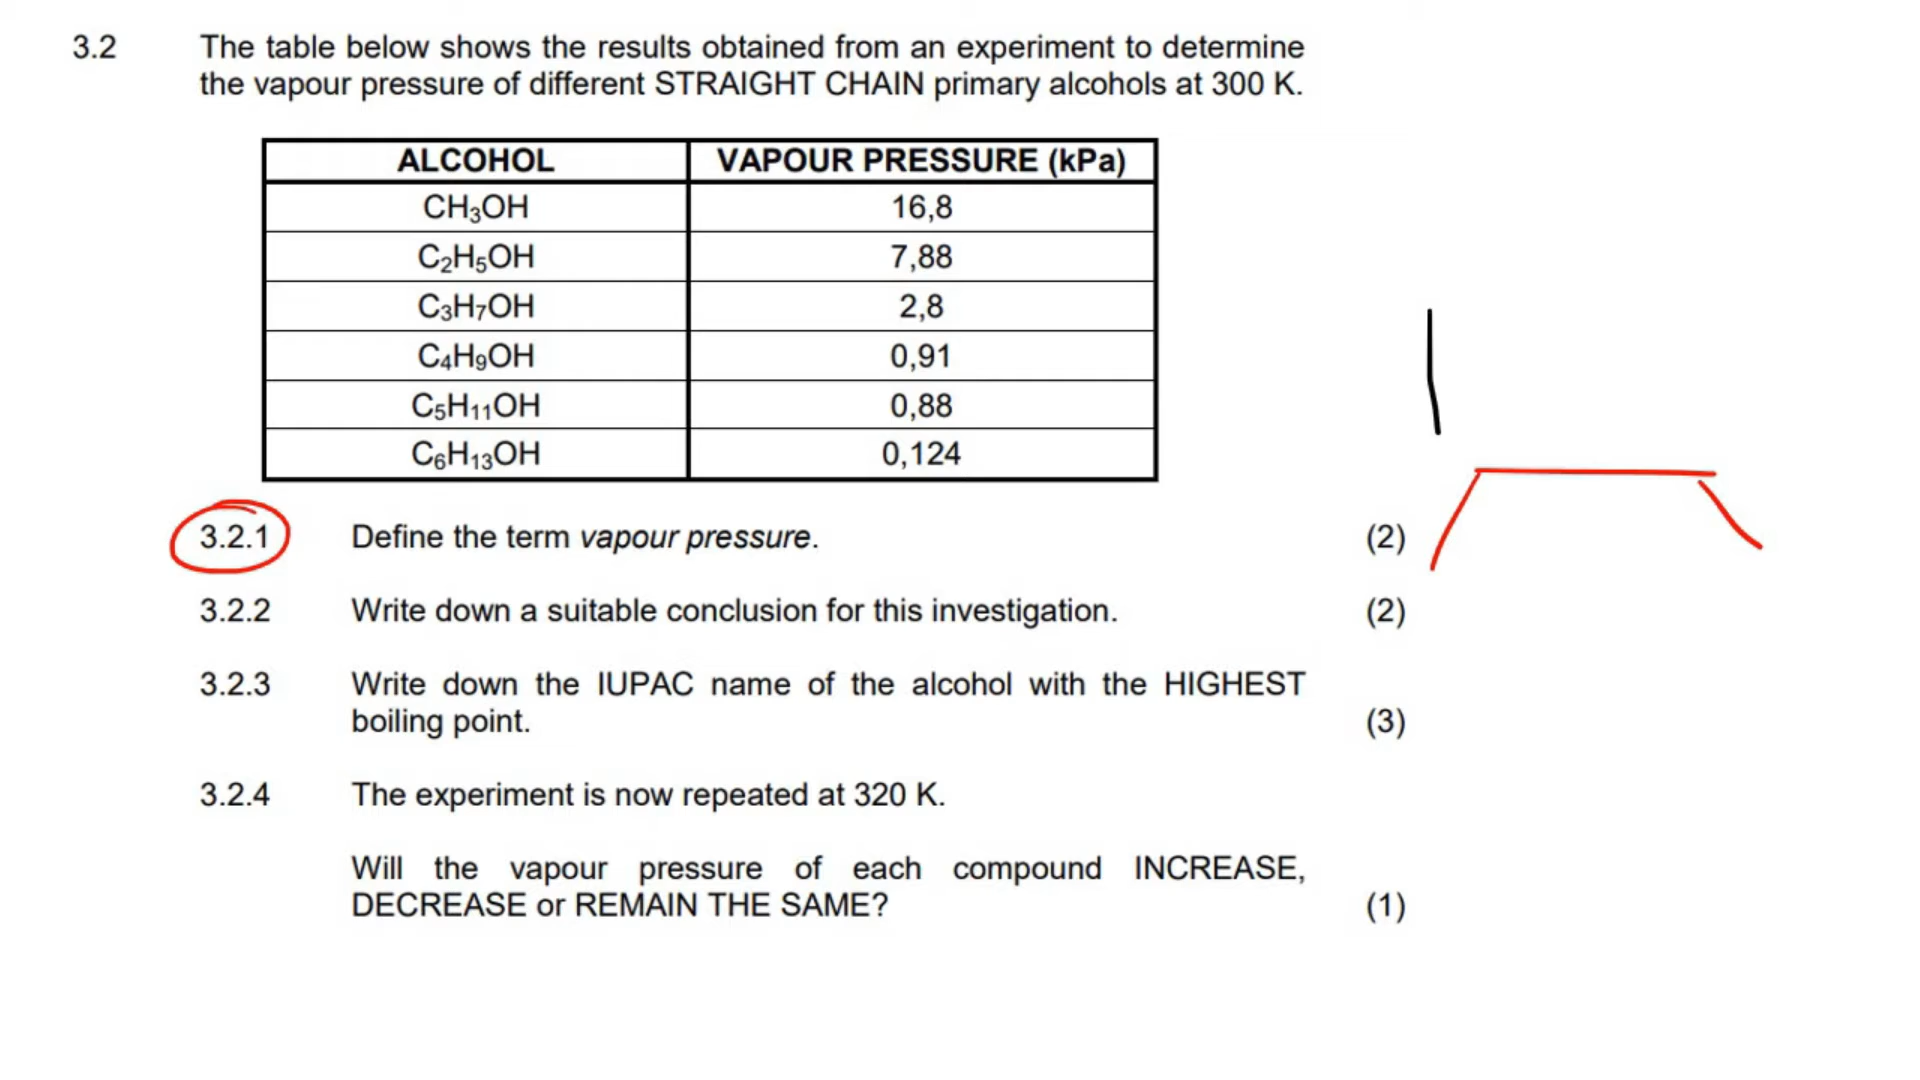 3.2 The table below shows the results obtained from an experiment to determine
the vapour pressure of different STRAIGHT CHAIN primary alcohols at 300 K.
ALCOHOL VAPOUR PRESSURE (kPa)
CH₃OH 16,8
C₂H₅OH 7,88
C₃H₇OH 2,8
C₄H₉OH 0,91
C₅H₁₁OH 0,88
C₆H₁₃OH 0,124
3.2.1 Define the term vapour pressure. (2)
3.2.2 Write down a suitable conclusion for this investigation. (2)
3.2.3 Write down the IUPAC name of the alcohol with the HIGHEST
boiling point. (3)
3.2.4 The experiment is now repeated at 320 K.
Will the vapour pressure of each compound INCREASE,
DECREASE or REMAIN THE SAME? (1)